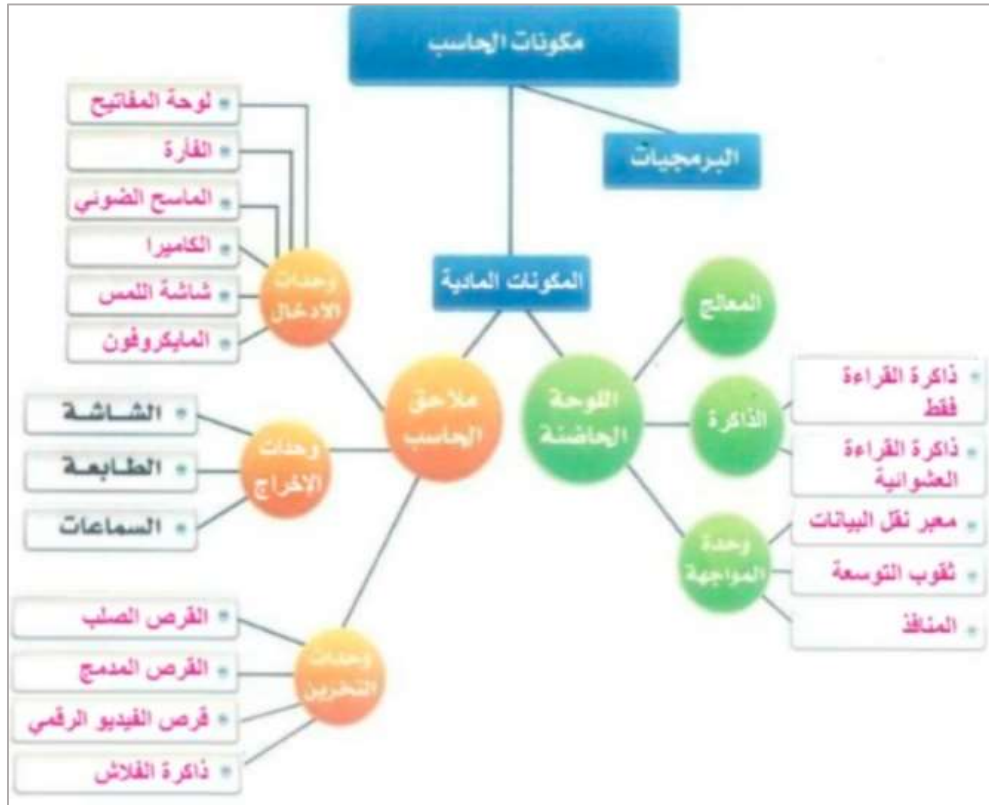 مكونات الحاسب
البرمجيات
المكونات المادية
اللوحة
الحاضنة
المعالج
الذاكرة
ذاكرة القراءة
فقط
ذاكرة القراءة
العشوائية
وحدة
المواجهة
معبر نقل البيانات
ثقوب التوسعة
المنافذ
ملاحق
الحاسب
وحدات
الادخال
لوحة المفاتيح
الفأرة
الماسح الضوئي
الكاميرا
شاشة اللمس
المايكروفون
وحدات
الإخراج
الشاشة
الطابعة
السماعات
وحدات
التخزين
القرص الصلب
القرص المدمج
قرص الفيديو الرقمي
ذاكرة الفلاش